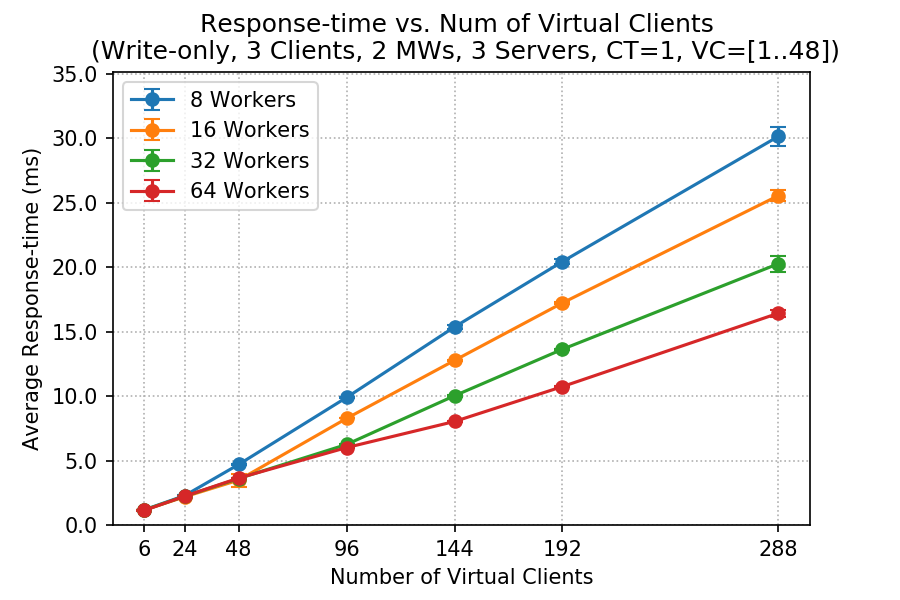 Response-time vs. Num of Virtual Clients
(Write-only, 3 Clients, 2 MWs, 3 Servers, CT=1, VC=[1..48])
35.0
30.0
25.0
20.0
15.0
10.0
5.0
0.0
Average Response-time (ms)
8 Workers
16 Workers
32 Workers
64 Workers
6 24 48 96 144 192 288
Number of Virtual Clients